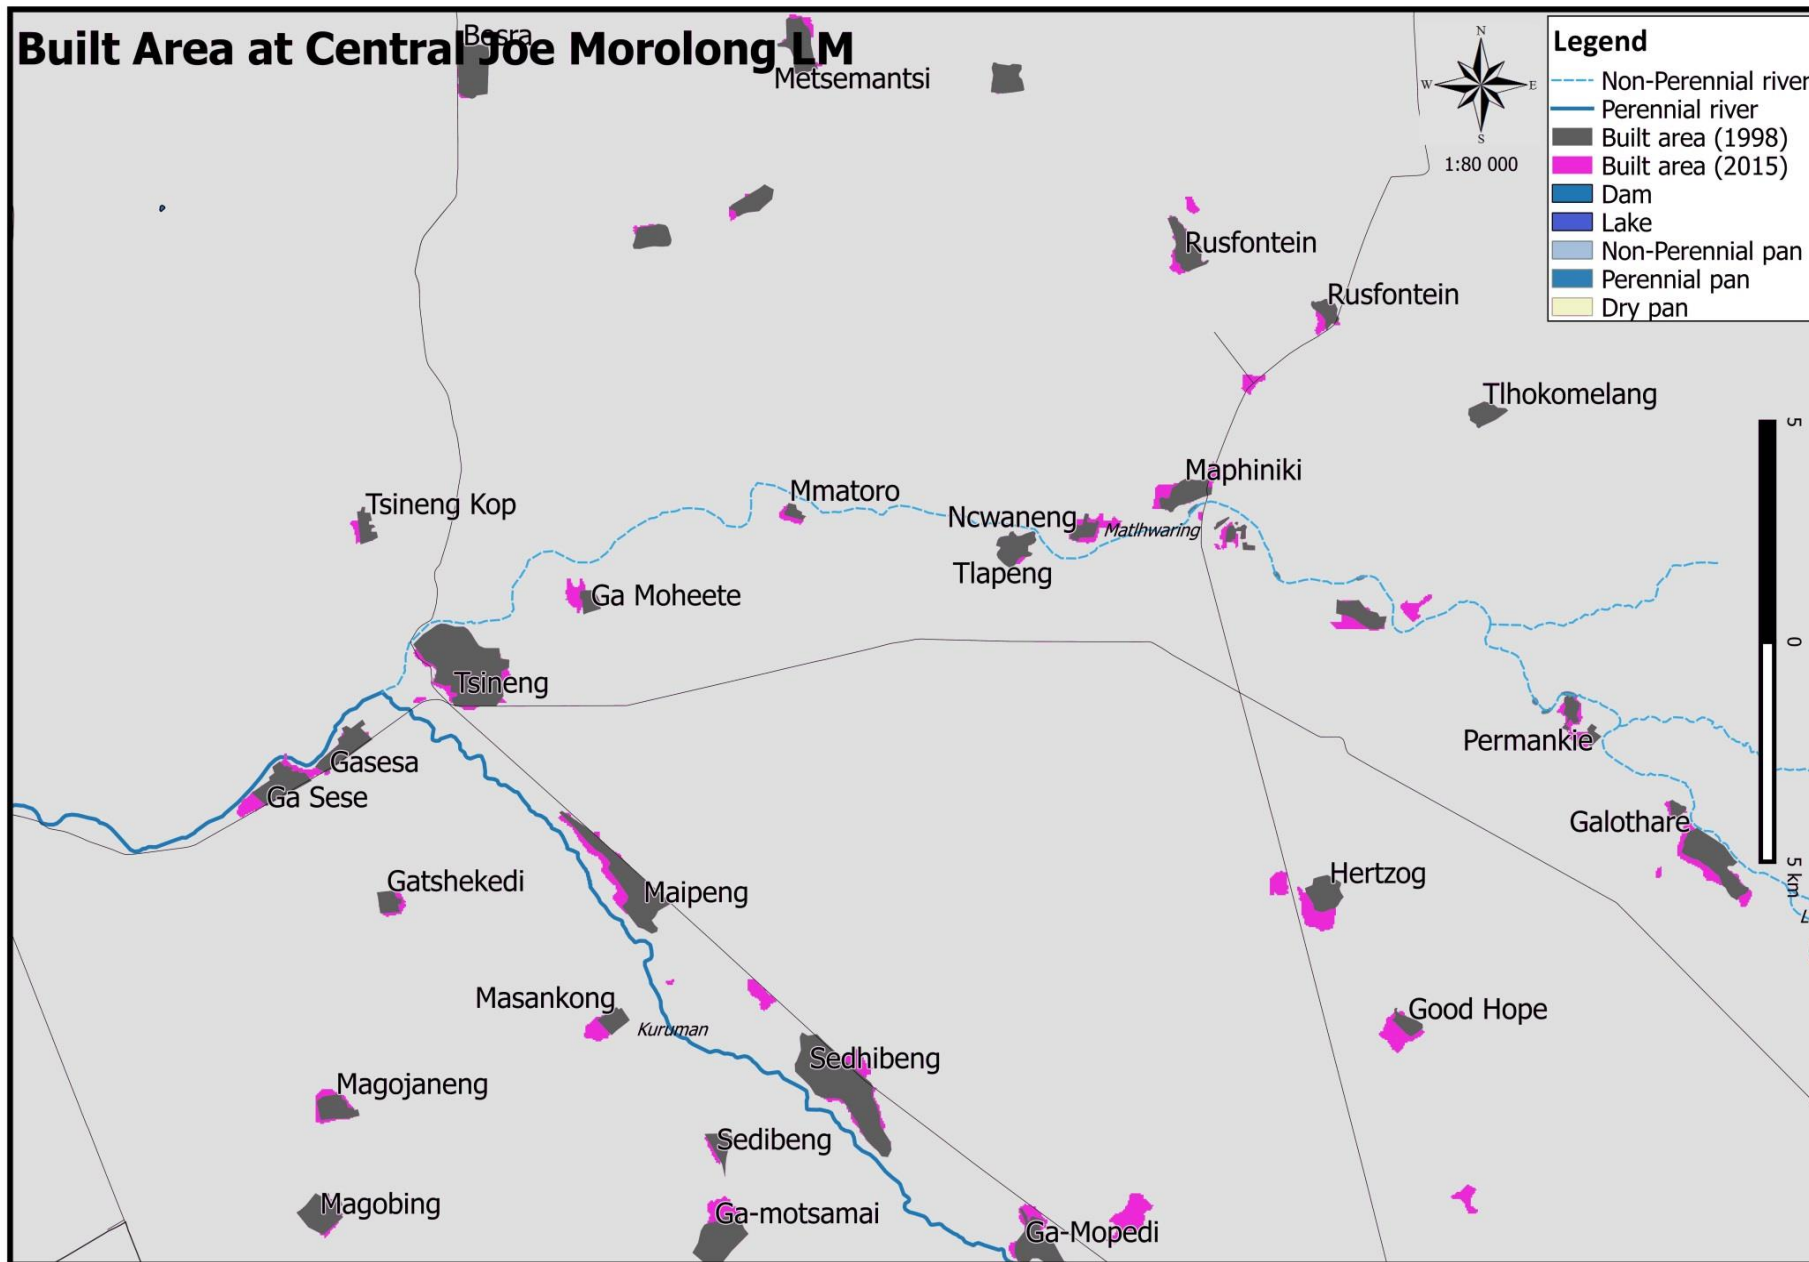 Built Area at Central Joe Morolong LM
Bosra
Metsemantsi
N
W
E
S
1:80 000
Legend
Non-Perennial river
Perennial river
Built area (1998)
Built area (2015)
Dam
Lake
Non-Perennial pan
Perennial pan
Dry pan
Rusfontein
Rusfontein
Tlhokomelang
5
Maphiniki
Tsineng Kop
Mmatoro
Ncwaneng
Matlhwaring
Tlapeng
Ga Moheete
0
Tsineng
Permankie
Gasesa
Ga Sese
Galothare
Gatshekedi
Maipeng
Hertzog
5 km
L
Masankong
Kuruman
Good Hope
Sedhibeng
Magojaneng
Sedibeng
Magobing
Ga-motsamai
Ga-Mopedi